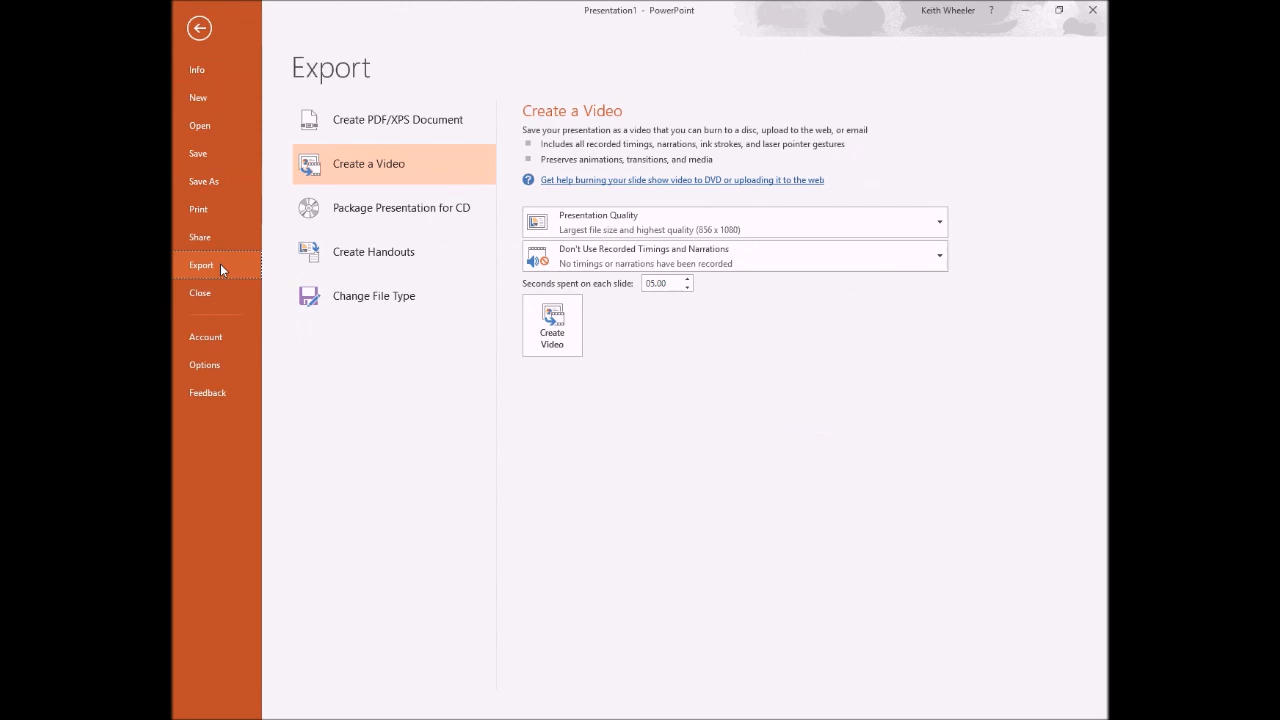 Presentation1 - PowerPoint
Keith Wheeler ?
Info
New
Open
Save
Save As
Print
Share
Export
Close
Account
Options
Feedback
Export
Create PDF/XPS Document
Create a Video
Package Presentation for CD
Create Handouts
Change File Type
Create a Video
Save your presentation as a video that you can burn to a disc, upload to the web, or email
Includes all recorded timings, narrations, ink strokes, and laser pointer gestures
Preserves animations, transitions, and media
? Get help burning your slide show video to DVD or uploading it to the web
Presentation Quality
Largest file size and highest quality (856 x 1080)
Don't Use Recorded Timings and Narrations
No timings or narrations have been recorded
Seconds spent on each slide: 05.00
Create
Video